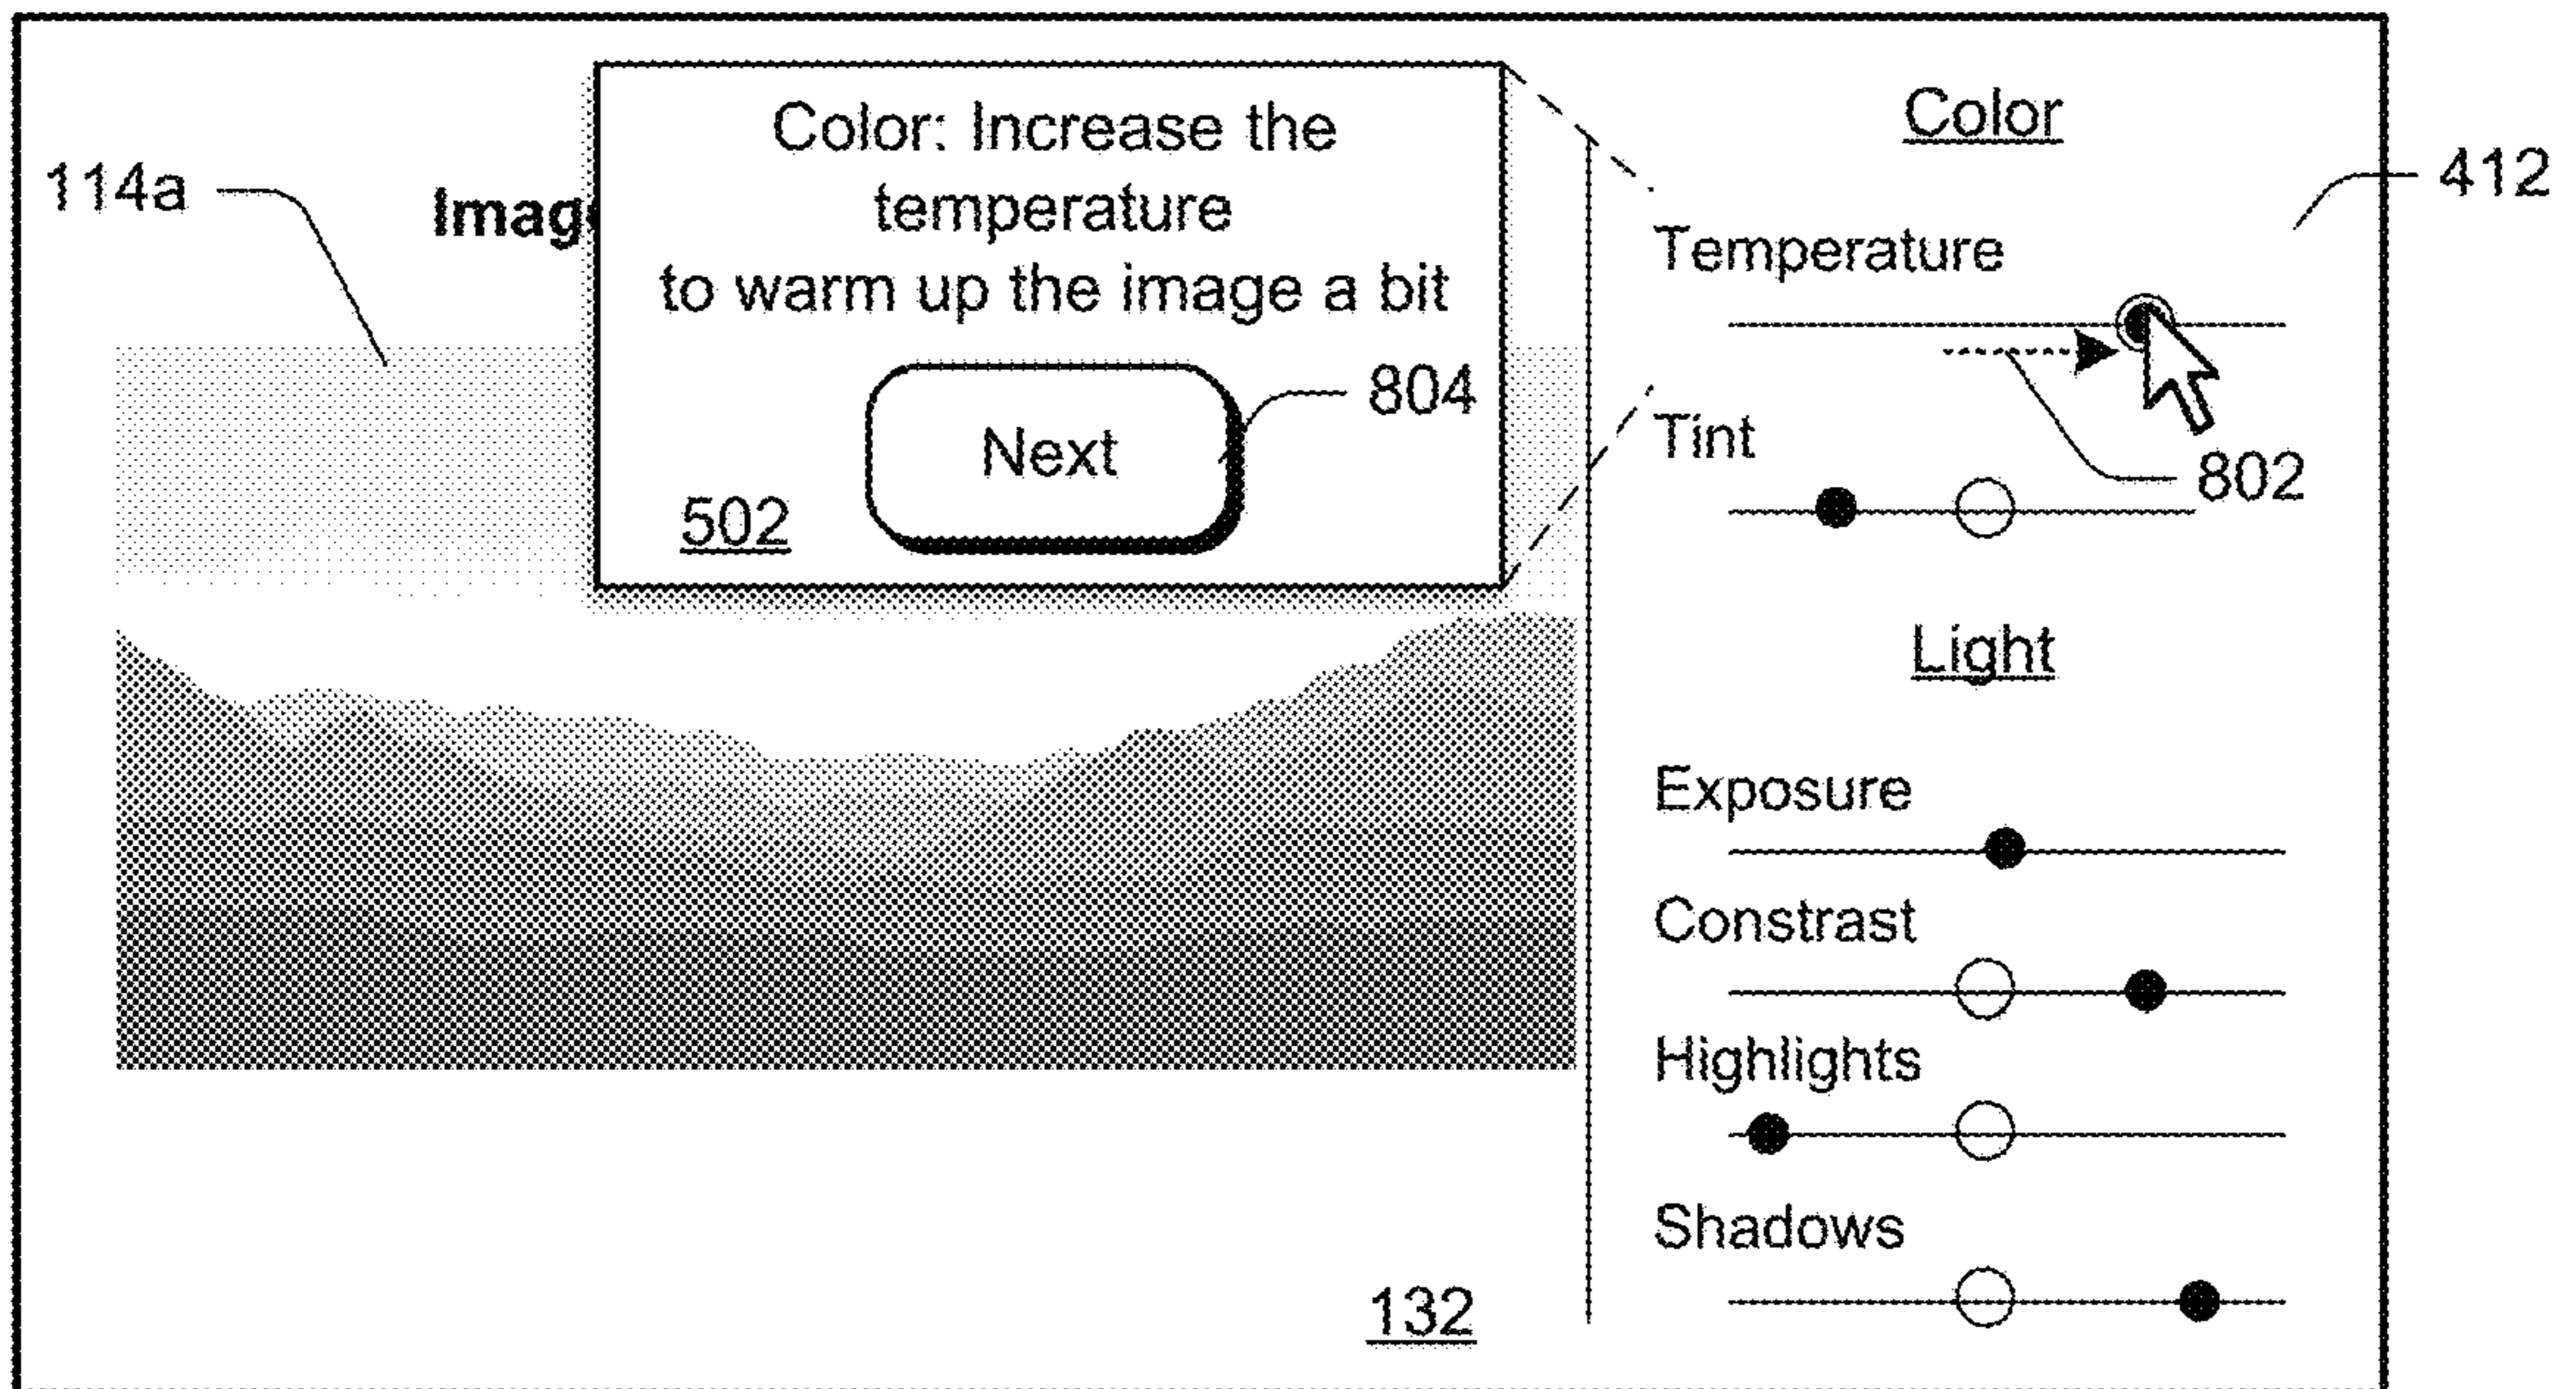 114a
Imag
Color: Increase the
temperature
to warm up the image a bit
Next
804
502
132
Color
412
Temperature
802
Tint
Light
Exposure
Constrast
Highlights
Shadows